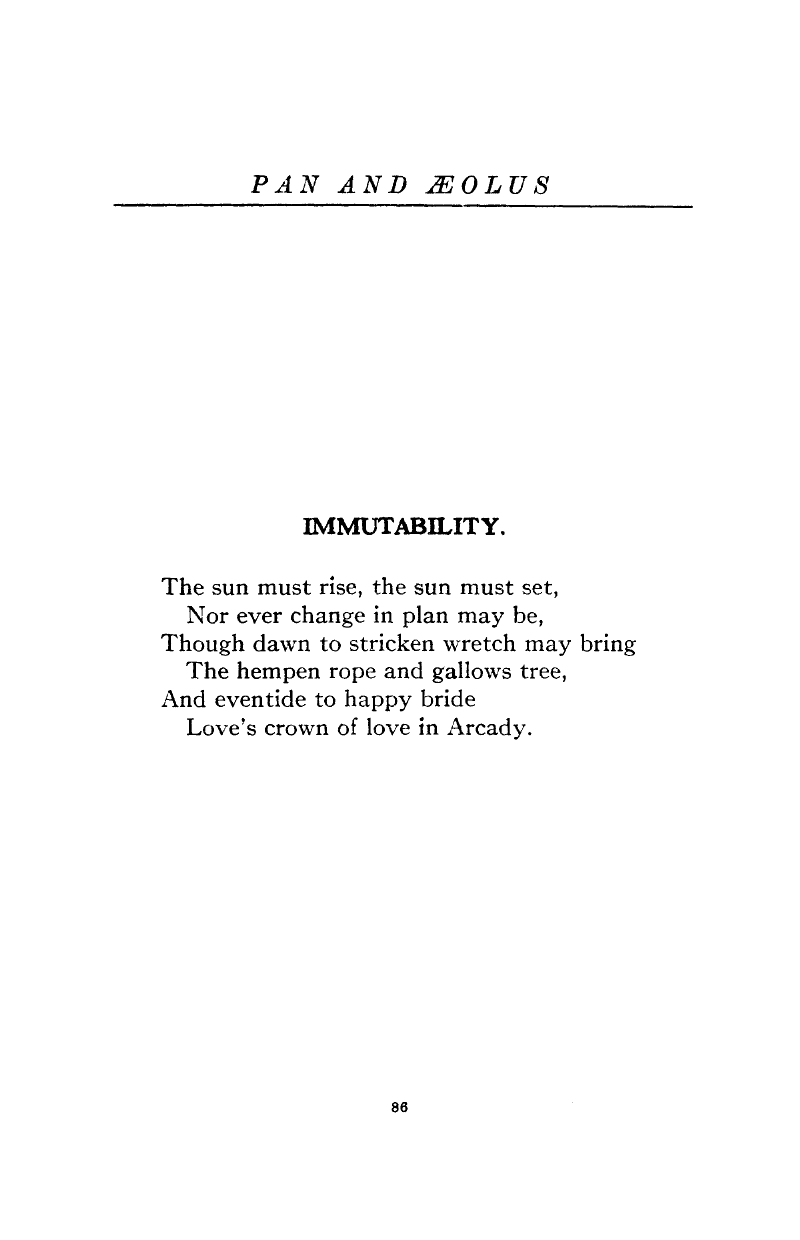 PAN AND ÆOLUS
IMMUTABILITY.
The sun must rise, the sun must set,
Nor ever change in plan may be,
Though dawn to stricken wretch may bring
The hempen rope and gallows tree,
And eventide to happy bride
Love's crown of love in Arcady.
86